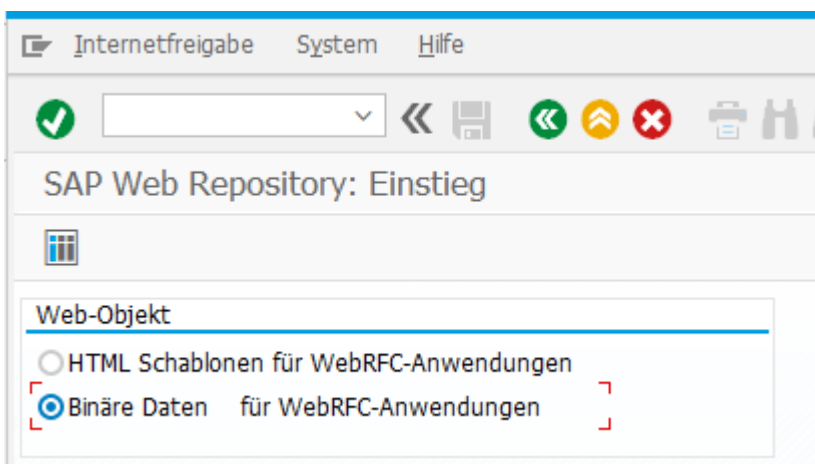 Internetfreigabe System Hilfe
SAP Web Repository: Einstieg
Web-Objekt
HTML Schablonen für WebRFC-Anwendungen
Binäre Daten für WebRFC-Anwendungen